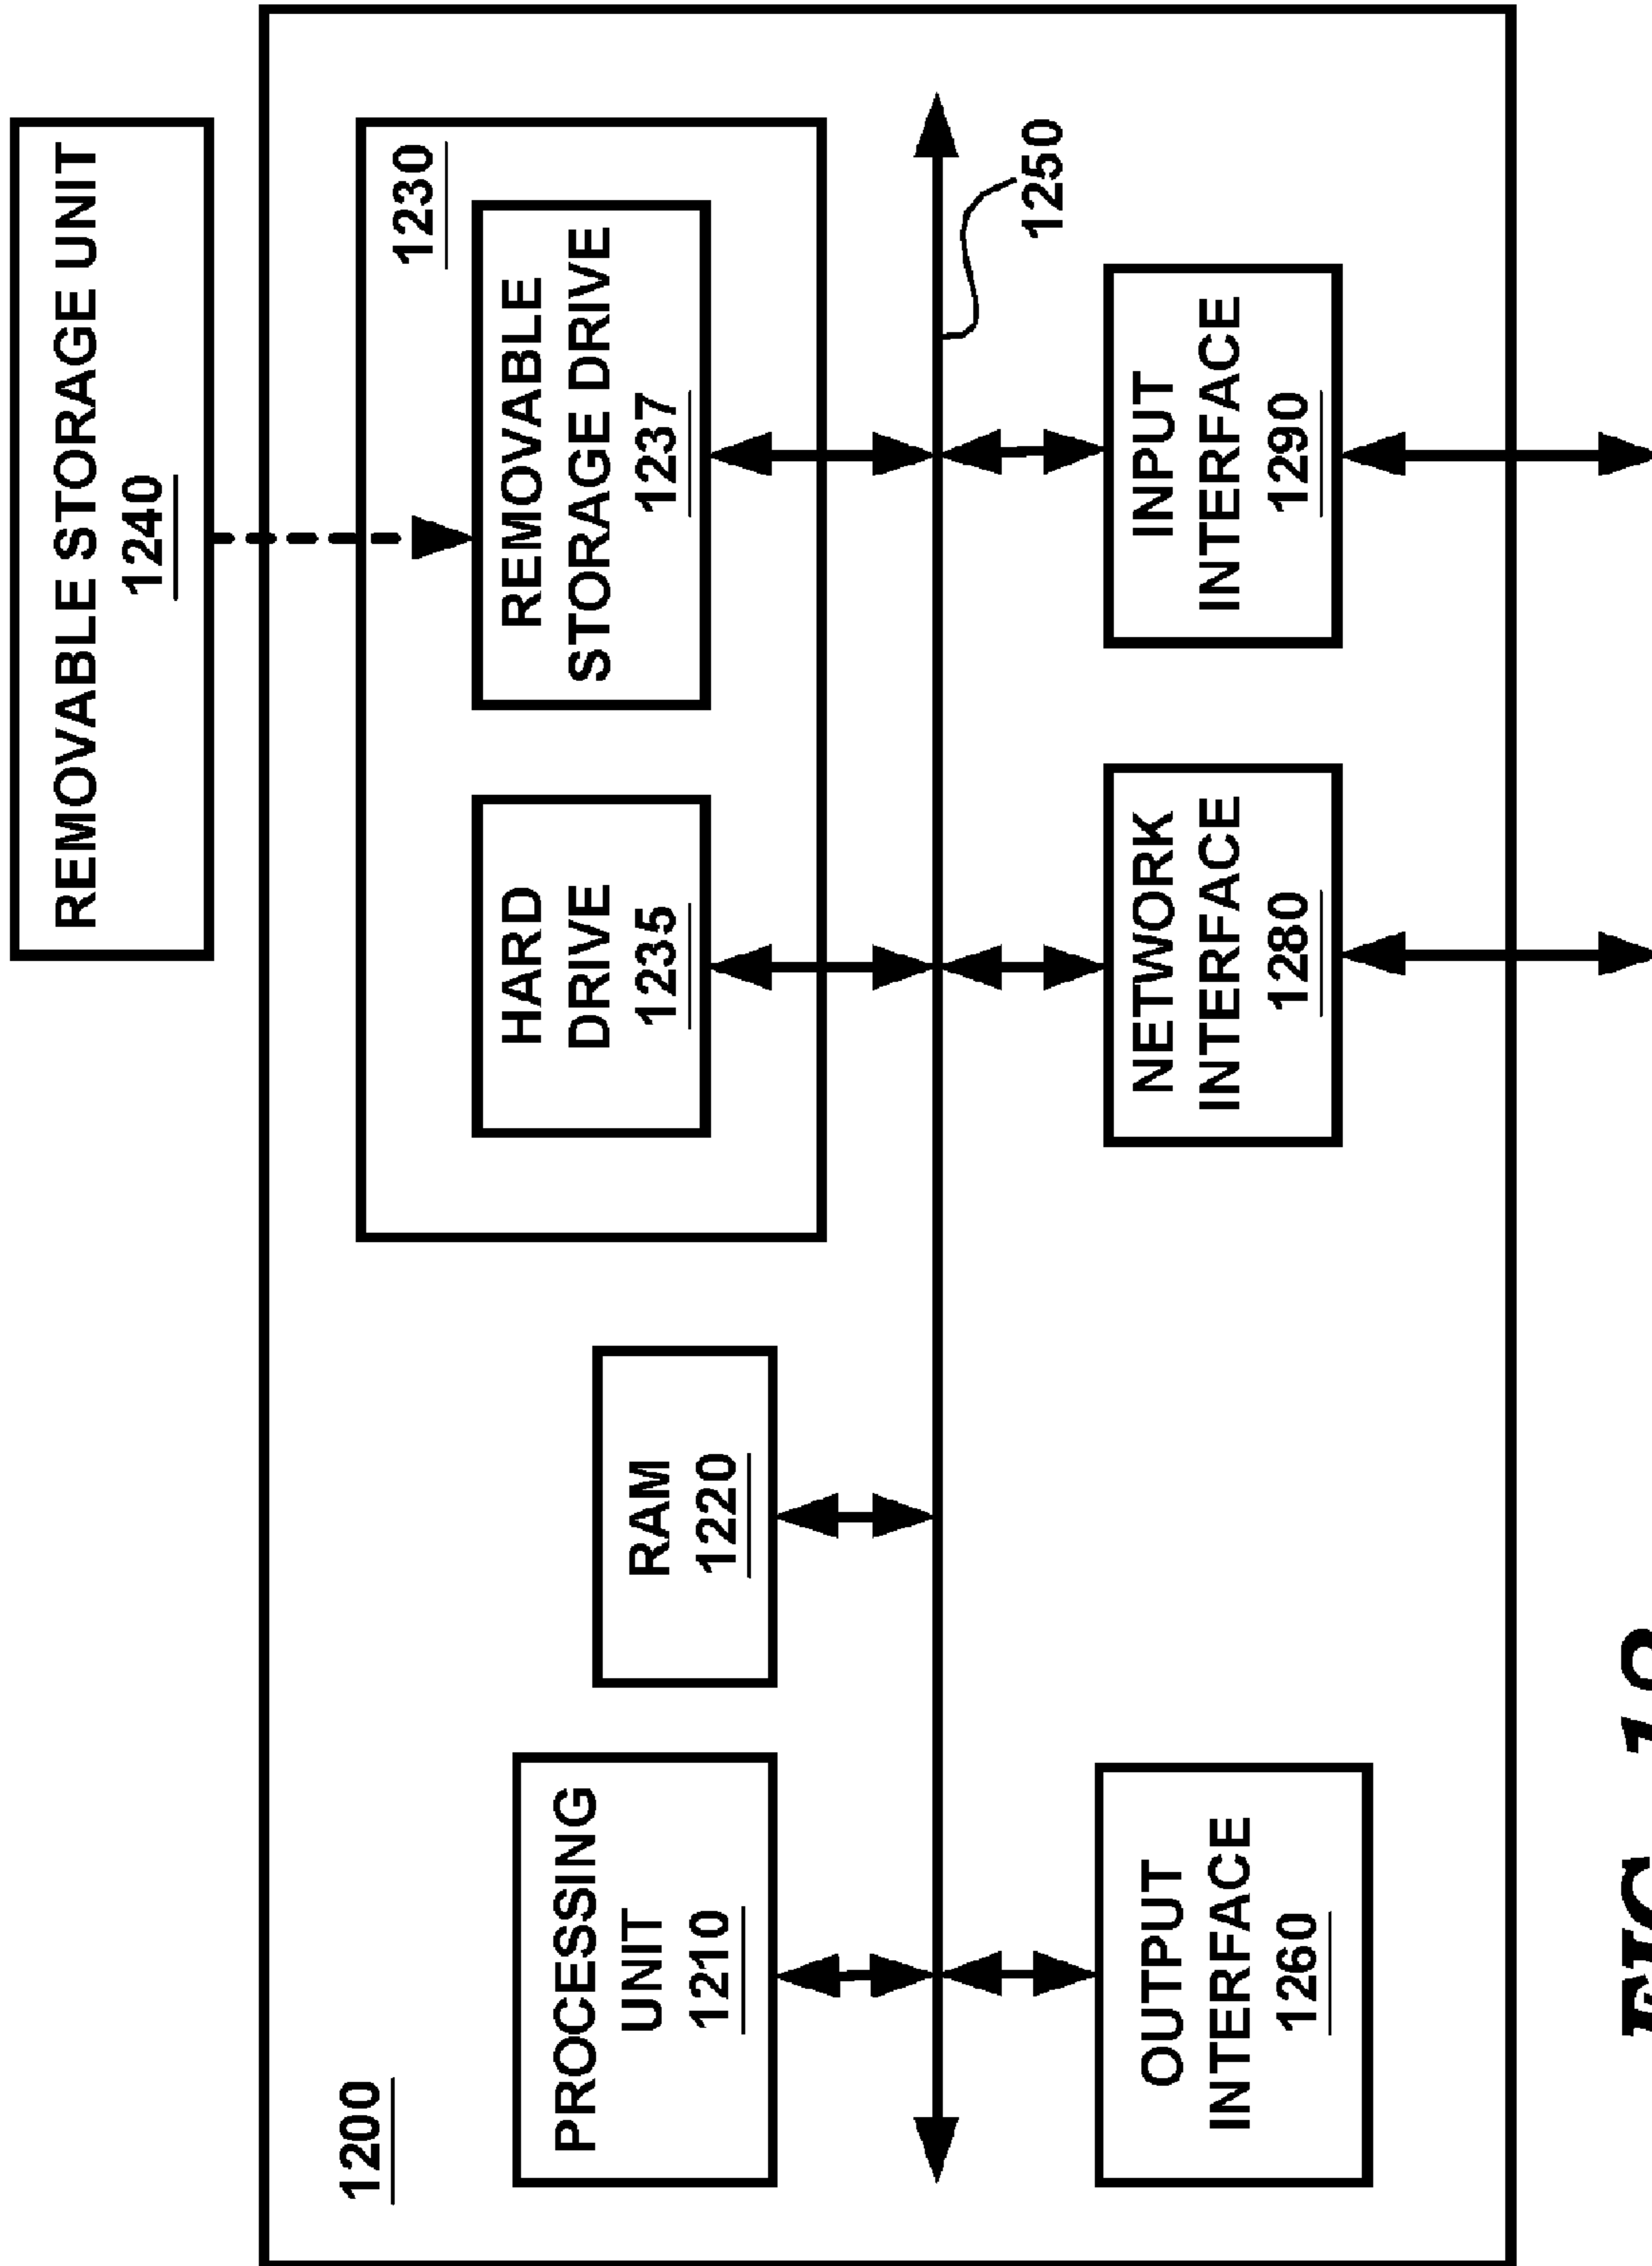 REMOVABLE STORAGE UNIT
1240
1200
1230
PROCESSING
UNIT
1210
RAM
1220
HARD
DRIVE
1235
REMOVABLE
STORAGE DRIVE
1237
1250
OUTPUT
INTERFACE
1260
NETWORK
INTERFACE
1280
INPUT
INTERFACE
1290
FIG.